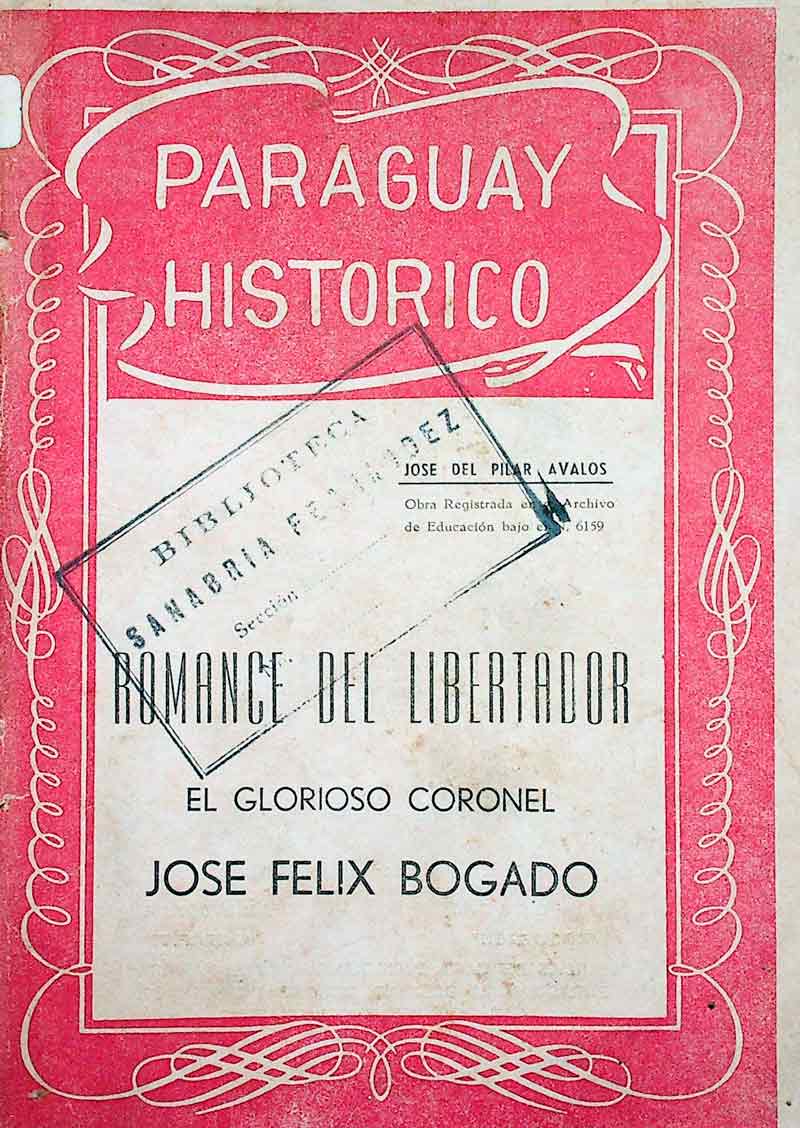 PARAGUAY
HISTORICO
JOSE DEL PILAR AVALOS
Obra Registrada en Archivo
de Educación bajo 6159
BIBLIOTECA
SANABRIA
Sección
ROMANCE DEL LIBERTADOR
EL GLORIOSO CORONEL
JOSE FELIX BOGADO